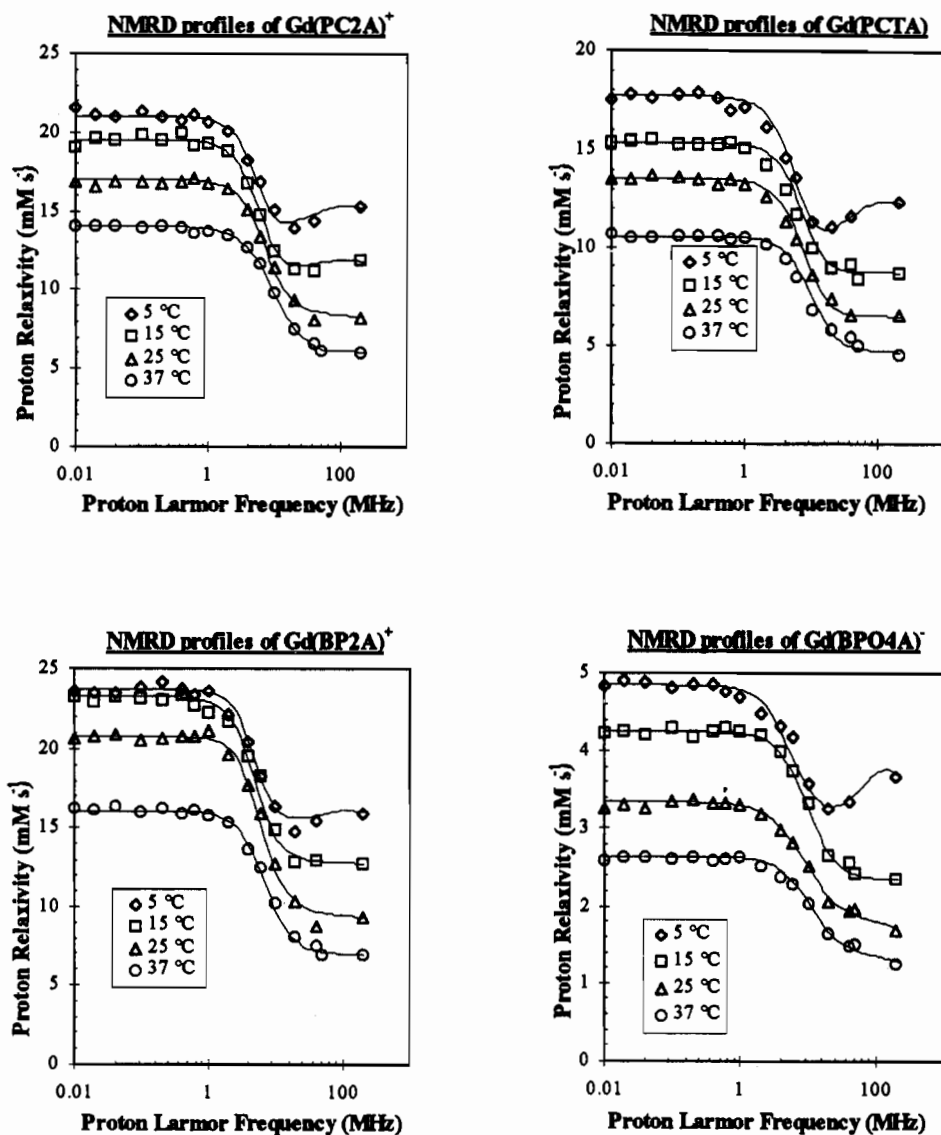 NMRD profiles of Gd(PC2A)⁺
25
20
15
10
5
0
0.01
1
100
Proton Relaxivity (mM s)⁻¹
Proton Larmor Frequency (MHz)
5 °C
15 °C
25 °C
37 °C
NMRD profiles of Gd(PCTA)
20
15
10
5
0
0.01
1
100
Proton Relaxivity (mM s)⁻¹
Proton Larmor Frequency (MHz)
5 °C
15 °C
25 °C
37 °C
NMRD profiles of Gd(BP2A)⁺
25
20
15
10
5
0
0.01
1
100
Proton Relaxivity (mM s)⁻¹
Proton Larmor Frequency (MHz)
5 °C
15 °C
25 °C
37 °C
NMRD profiles of Gd(BPO4A)⁻
5
4
3
2
1
0
0.01
1
100
Proton Relaxivity (mM s)⁻¹
Proton Larmor Frequency (MHz)
5 °C
15 °C
25 °C
37 °C